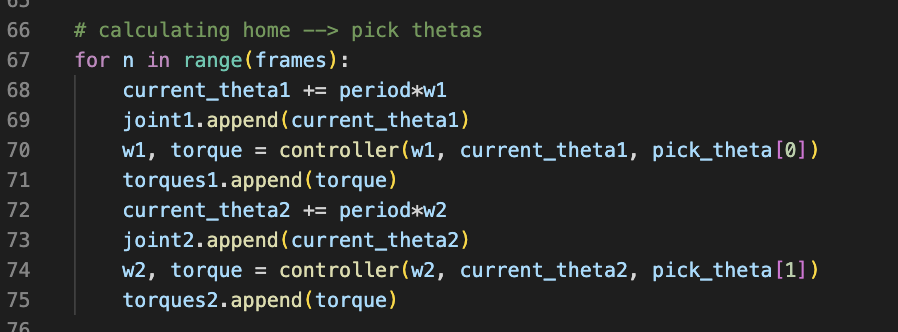 65
66 # calculating home --> pick thetas
67 for n in range(frames):
68     current_theta1 += period*w1
69     joint1.append(current_theta1)
70     w1, torque = controller(w1, current_theta1, pick_theta[0])
71     torques1.append(torque)
72     current_theta2 += period*w2
73     joint2.append(current_theta2)
74     w2, torque = controller(w2, current_theta2, pick_theta[1])
75     torques2.append(torque)
76